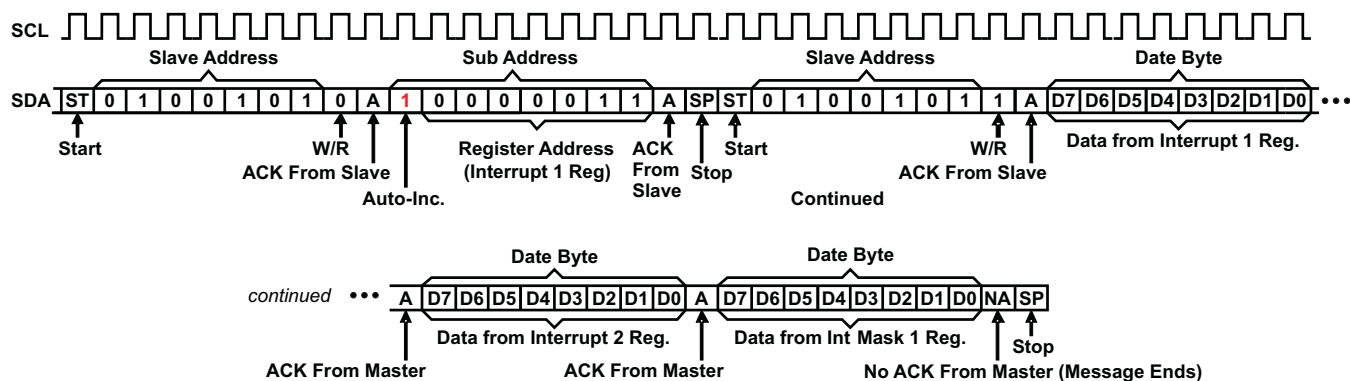 SCL
Slave Address Sub Address Slave Address Date Byte
SDA ST 0 1 0 0 1 0 1 0 A 1 0 0 0 0 0 1 1 A SP ST 0 1 0 0 1 0 1 1 A D7 D6 D5 D4 D3 D2 D1 D0 •••
Start W/R Register Address ACK Start W/R Data from Interrupt 1 Reg.
ACK From Slave (Interrupt 1 Reg) From Stop ACK From Slave
Auto-Inc. Slave Continued
Date Byte Date Byte
continued ••• A D7 D6 D5 D4 D3 D2 D1 D0 A D7 D6 D5 D4 D3 D2 D1 D0 NA SP
Data from Interrupt 2 Reg. Data from Int Mask 1 Reg. Stop
ACK From Master ACK From Master No ACK From Master (Message Ends)